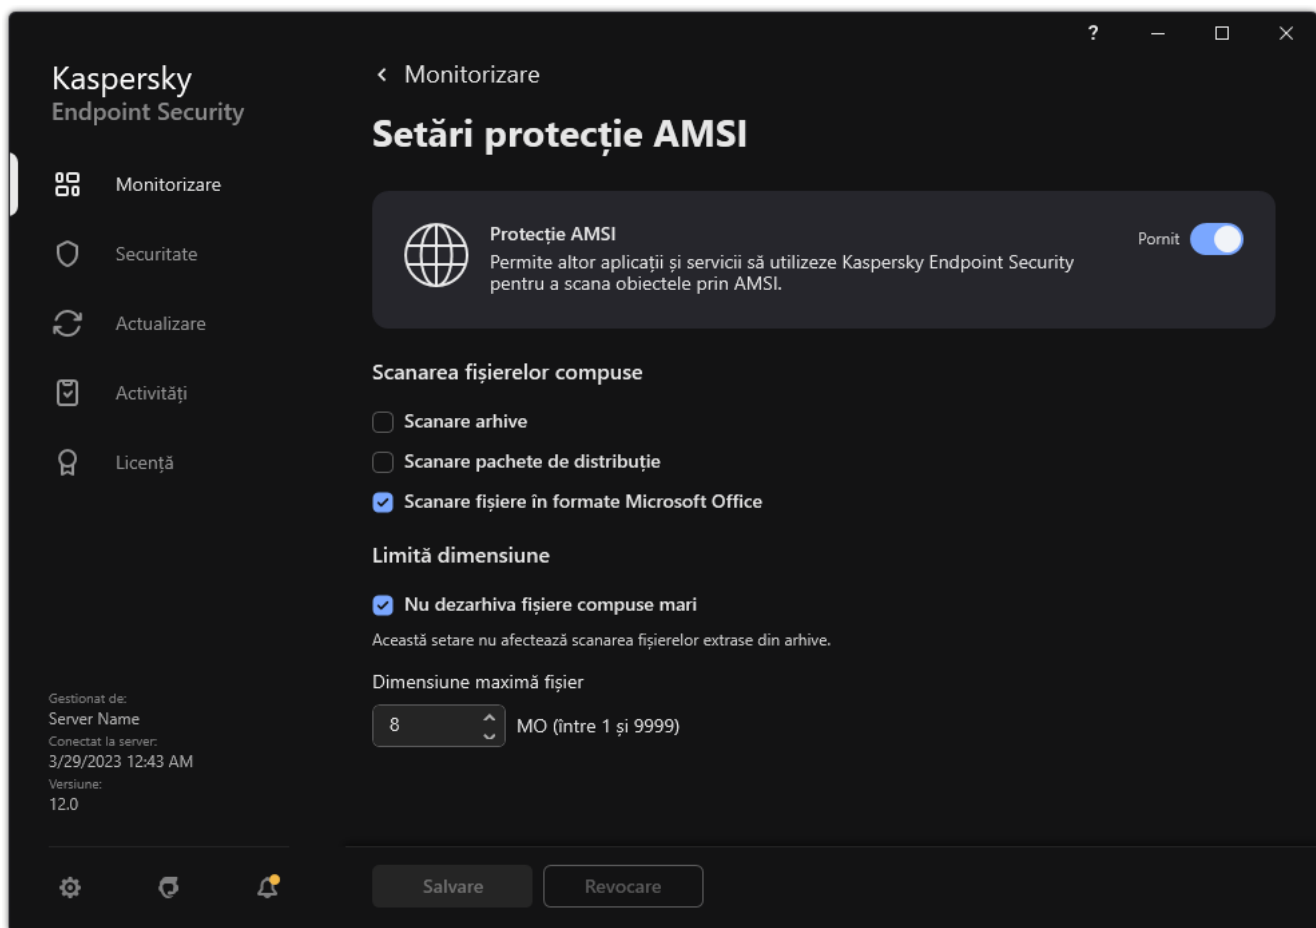 ?
Kaspersky
Endpoint Security
Monitorizare
Securitate
Actualizare
Activități
Licență
Gestionat de:
Server Name
Conectat la server:
3/29/2023 12:43 AM
Versiune:
12.0
Monitorizare
Setări protecție AMSI
Protecție AMSI
Permite altor aplicații și servicii să utilizeze Kaspersky Endpoint Security
pentru a scana obiectele prin AMSI.
Pornit
Scanarea fișierelor compuse
Scanare arhive
Scanare pachete de distribuție
Scanare fișiere în formate Microsoft Office
Limită dimensiune
Nu dezarhiva fișiere compuse mari
Această setare nu afectează scanarea fișierelor extrase din arhive.
Dimensiune maximă fișier
8 MO (între 1 și 9999)
Salvare
Revocare